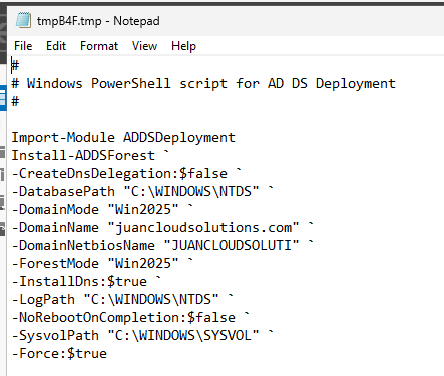 tmpB4F.tmp - Notepad
File Edit Format View Help
#
# Windows PowerShell script for AD DS Deployment
#
Import-Module ADDSDeployment
Install-ADDSForest `
-CreateDnsDelegation:$false `
-DatabasePath "C:\WINDOWS\NTDS" `
-DomainMode "Win2025" `
-DomainName "juancloudsolutions.com" `
-DomainNetbiosName "JUANCLOUDSOLUTI" `
-ForestMode "Win2025" `
-InstallDns:$true `
-LogPath "C:\WINDOWS\NTDS" `
-NoRebootOnCompletion:$false `
-SysvolPath "C:\WINDOWS\SYSVOL" `
-Force:$true